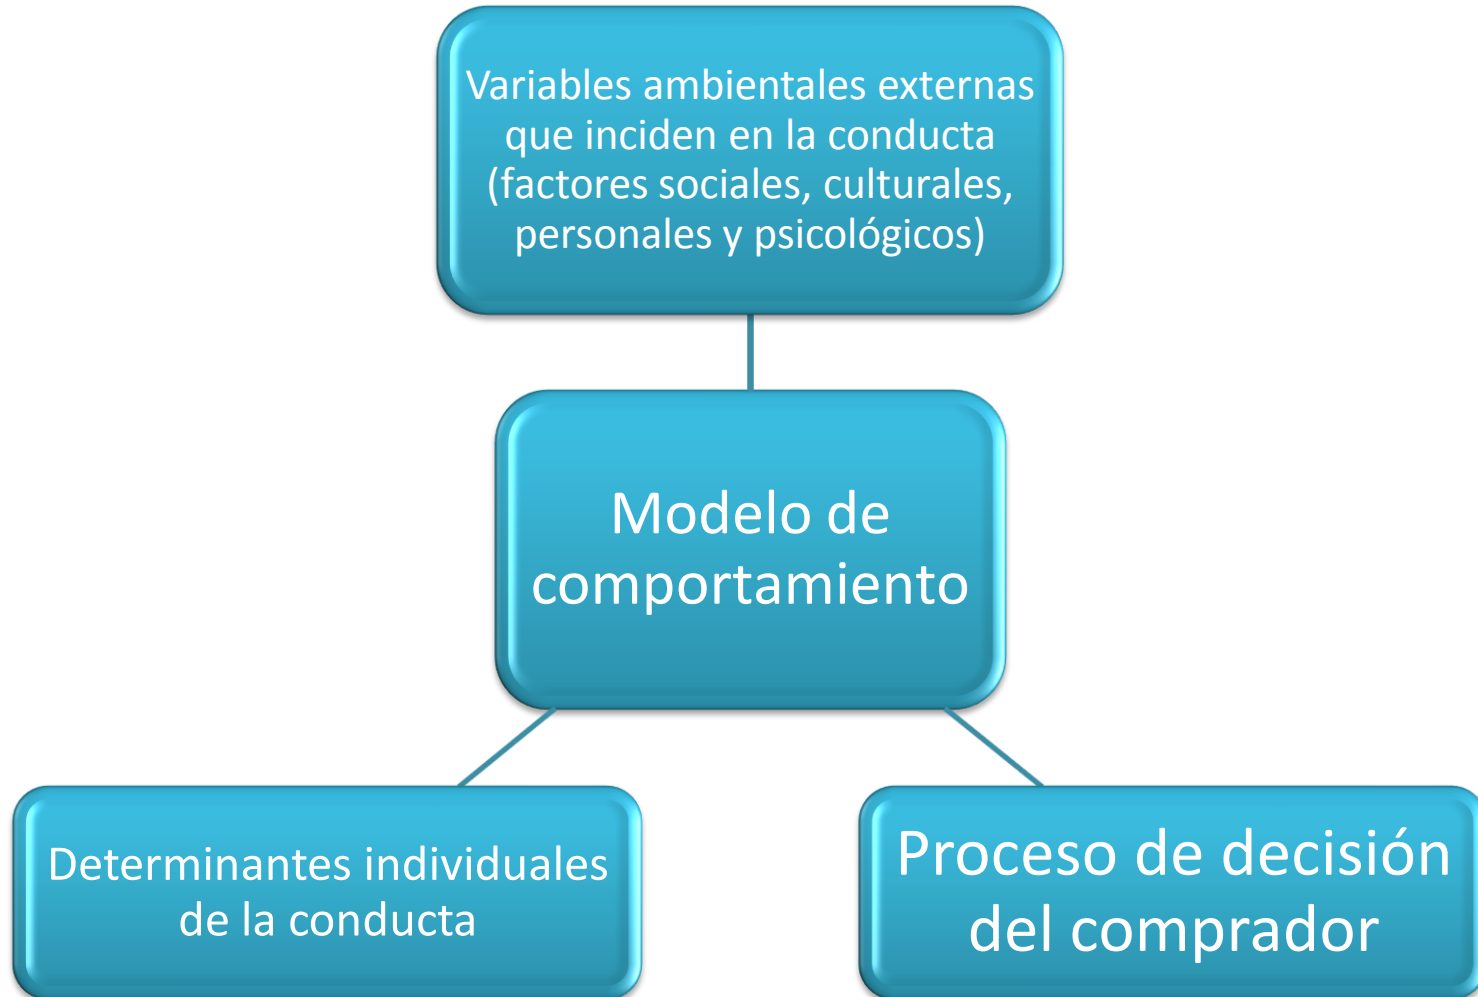 Variables ambientales externas
que inciden en la conducta
(factores sociales, culturales,
personales y psicológicos)
Modelo de
comportamiento
Determinantes individuales
de la conducta
Proceso de decisión
del comprador